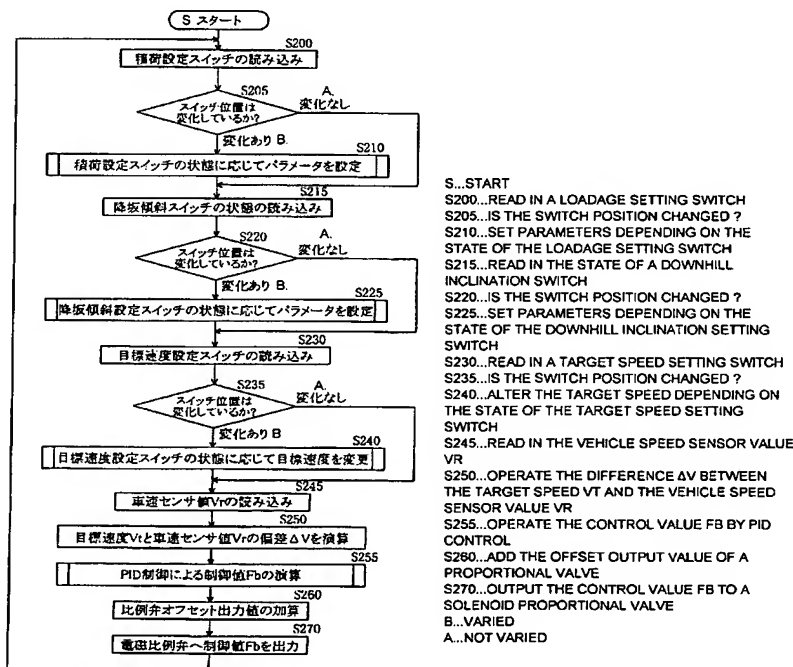 S スタート
S200
積荷設定スイッチの読み込み
S205
スイッチ位置は
変化しているか?
A.
変化なし
変化あり B.
S210
積荷設定スイッチの状態に応じてパラメータを設定
S215
降坂傾斜スイッチの状態の読み込み
S220
スイッチ位置は
変化しているか?
A.
変化なし
変化あり B.
S225
降坂傾斜設定スイッチの状態に応じてパラメータを設定
S230
目標速度設定スイッチの読み込み
S235
スイッチ位置は
変化しているか?
A.
変化なし
変化あり B
S240
目標速度設定スイッチの状態に応じて目標速度を変更
S245
車速センサ値Vrの読み込み
S250
目標速度Vtと車速センサ値Vrの偏差ΔVを演算
S255
PID制御による制御値Fbの演算
S260
比例弁オフセット出力値の加算
S270
電磁比例弁へ制御値Fbを出力
S...START
S200...READ IN A LOADAGE SETTING SWITCH
S205...IS THE SWITCH POSITION CHANGED ?
S210...SET PARAMETERS DEPENDING ON THE
STATE OF THE LOADAGE SETTING SWITCH
S215...READ IN THE STATE OF A DOWNHILL
INCLINATION SWITCH
S220...IS THE SWITCH POSITION CHANGED ?
S225...SET PARAMETERS DEPENDING ON THE
STATE OF THE DOWNHILL INCLINATION SETTING
SWITCH
S230...READ IN A TARGET SPEED SETTING SWITCH
S235...IS THE SWITCH POSITION CHANGED ?
S240...ALTER THE TARGET SPEED DEPENDING ON
THE STATE OF THE TARGET SPEED SETTING
SWITCH
S245...READ IN THE VEHICLE SPEED SENSOR VALUE
VR
S250...OPERATE THE DIFFERENCE ΔV BETWEEN
THE TARGET SPEED VT AND THE VEHICLE SPEED
SENSOR VALUE VR
S255...OPERATE THE CONTROL VALUE FB BY PID
CONTROL
S260...ADD THE OFFSET OUTPUT VALUE OF A
PROPORTIONAL VALVE
S270...OUTPUT THE CONTROL VALUE FB TO A
SOLENOID PROPORTIONAL VALVE
B...VARIED
A...NOT VARIED